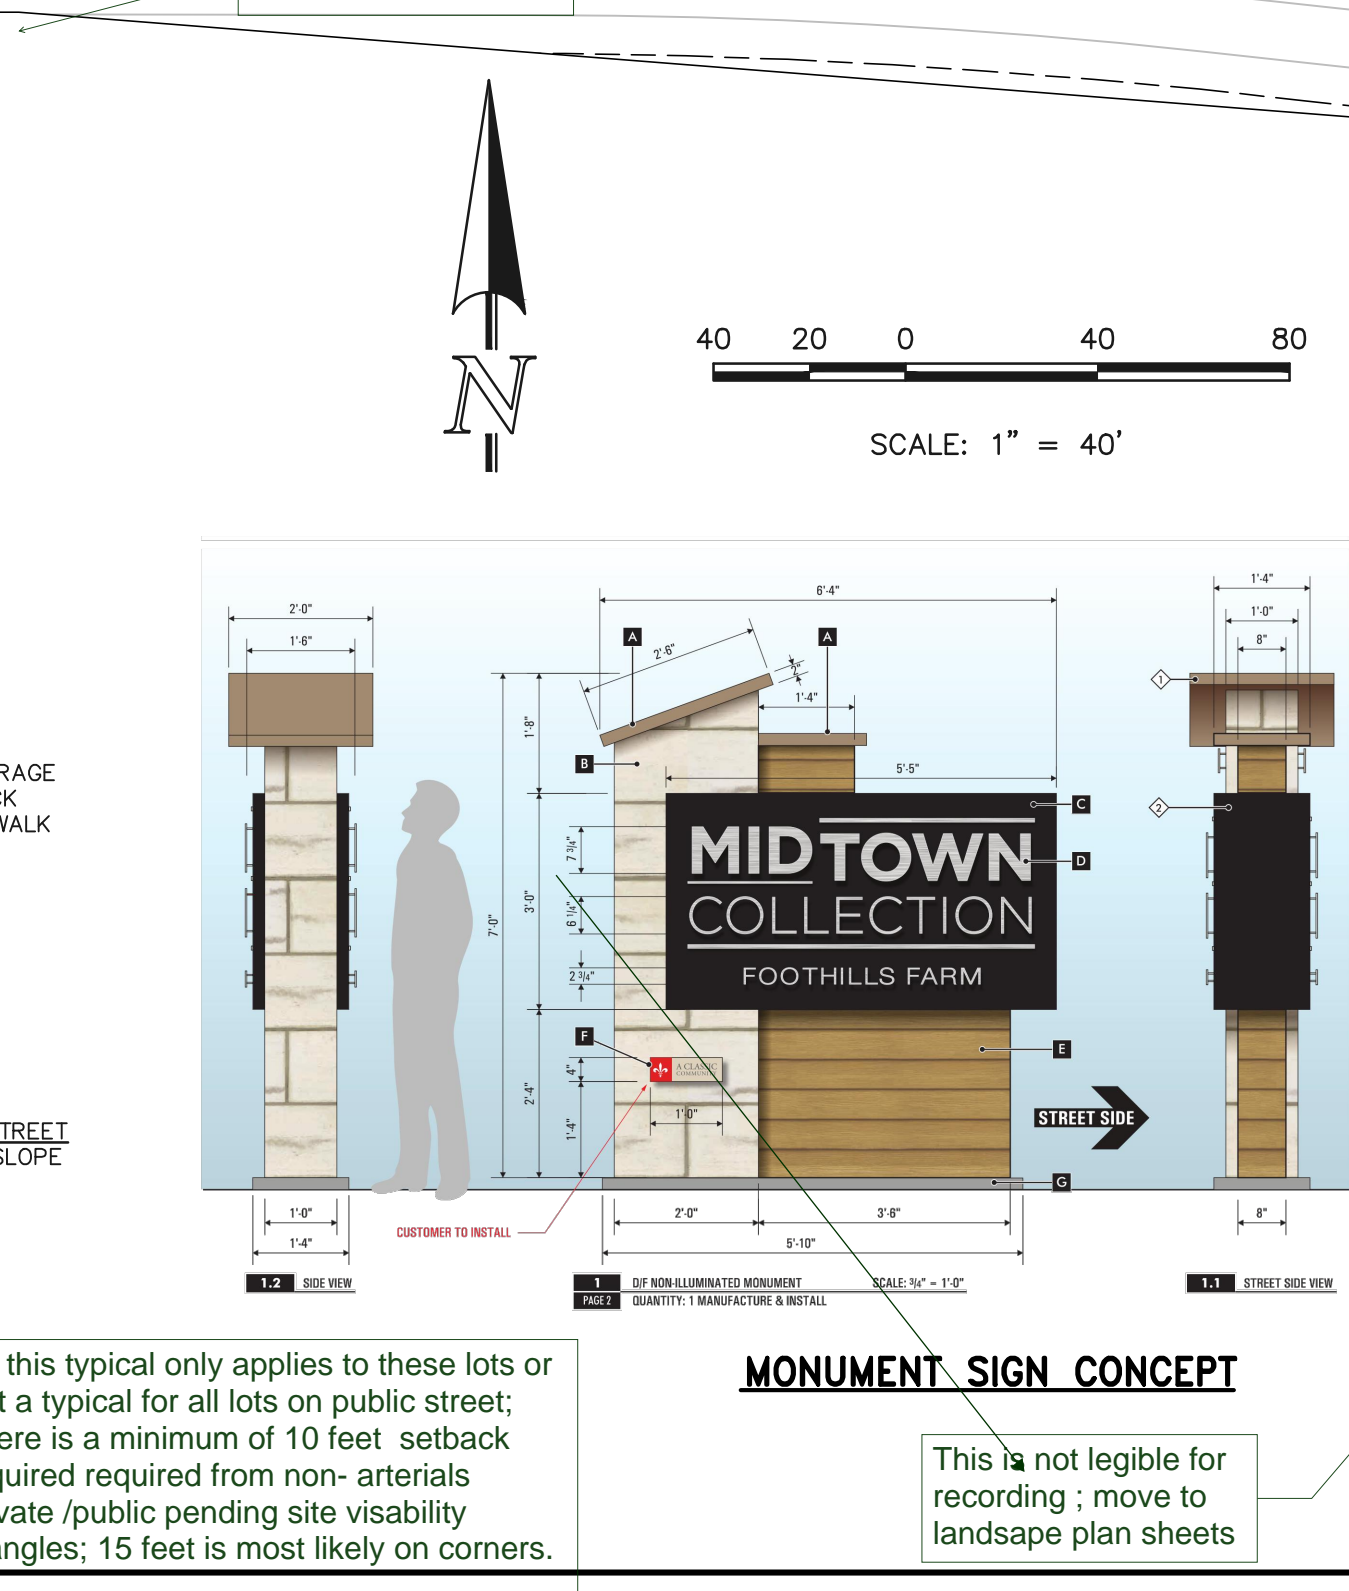 N
40 20 0 40 80
SCALE: 1" = 40'
RAGE
CK
WALK
TREET
SLOPE
2'-0"
1'-6"
1'-0"
1'-4"
1.2 SIDE VIEW
6'-4"
A
A
2'-6"
2"
1'-4"
1'-8"
B
5'-5"
C
MIDTOWN
D
COLLECTION
FOOTHILLS FARM
7 3/4"
6 1/4"
2 3/4"
3'-0"
7'-0"
F
A CLASSIC
COMMUNITY
4"
1'-0"
2'-4"
1'-4"
E
STREET SIDE
G
CUSTOMER TO INSTALL
2'-0" 3'-6"
5'-10"
1 D/F NON-ILLUMINATED MONUMENT SCALE: 3/4" = 1'-0"
PAGE 2 QUANTITY: 1 MANUFACTURE & INSTALL
1'-4"
1'-0"
8"
1
2
8"
1.1 STREET SIDE VIEW
MONUMENT SIGN CONCEPT
this typical only applies to these lots or
t a typical for all lots on public street;
ere is a minimum of 10 feet setback
quired required from non- arterials
vate /public pending site visability
angles; 15 feet is most likely on corners.
This is not legible for
recording ; move to
landsape plan sheets